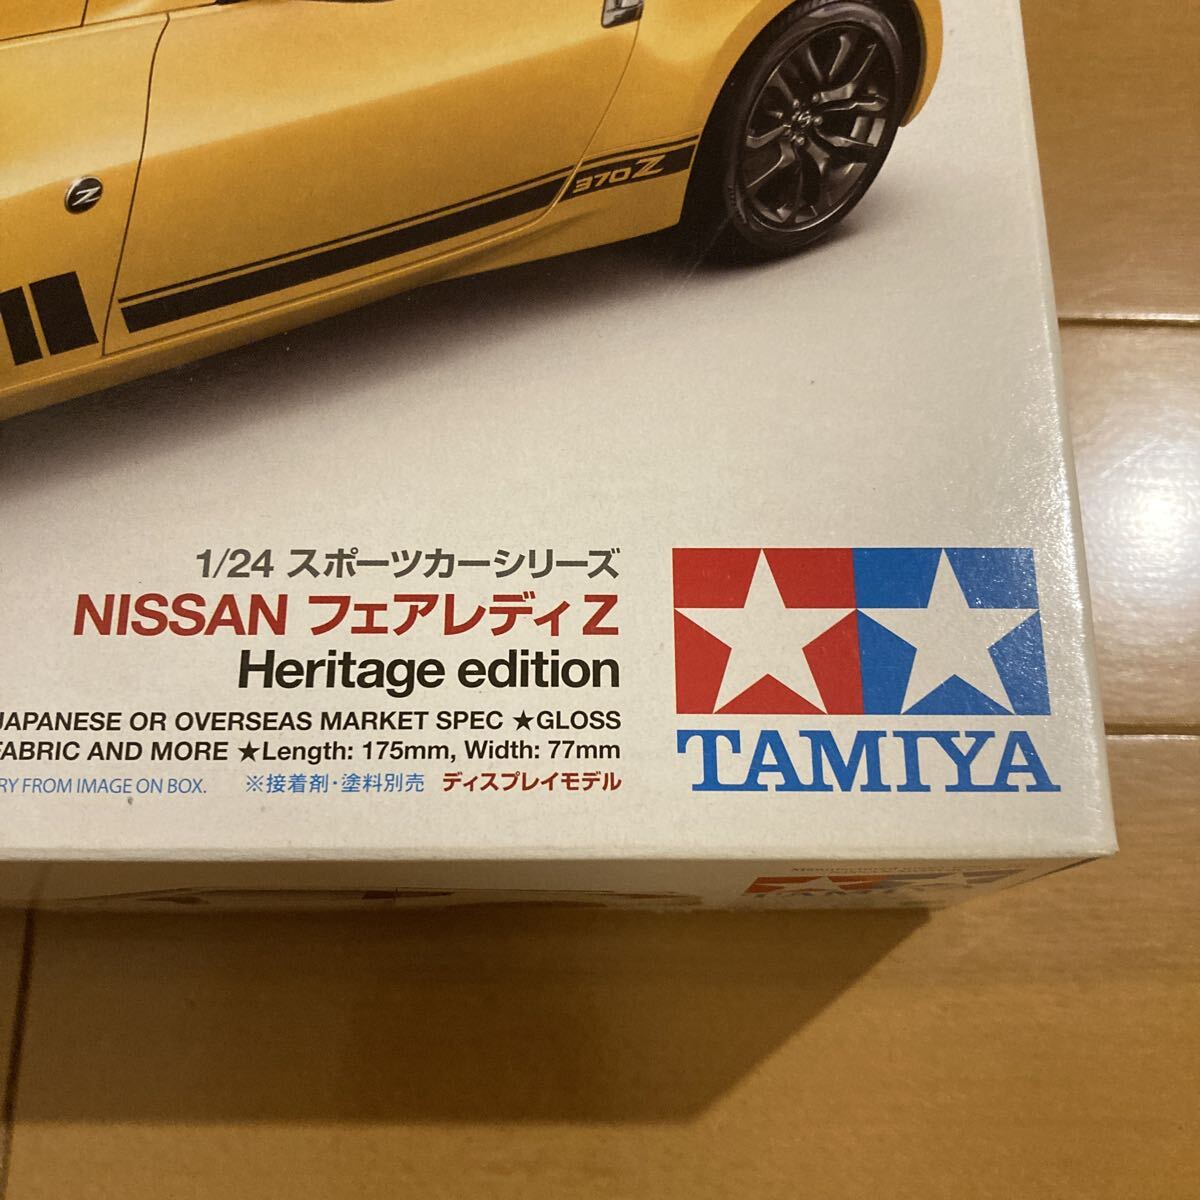 Z
370Z
1/24 スポーツカーシリーズ
NISSAN フェアレディ Z
Heritage edition
JAPANESE OR OVERSEAS MARKET SPEC ★GLOSS
FABRIC AND MORE ★Length: 175mm, Width: 77mm
FROM IMAGE ON BOX. ※接着剤・塗料別売 ディスプレイモデル
TAMIYA